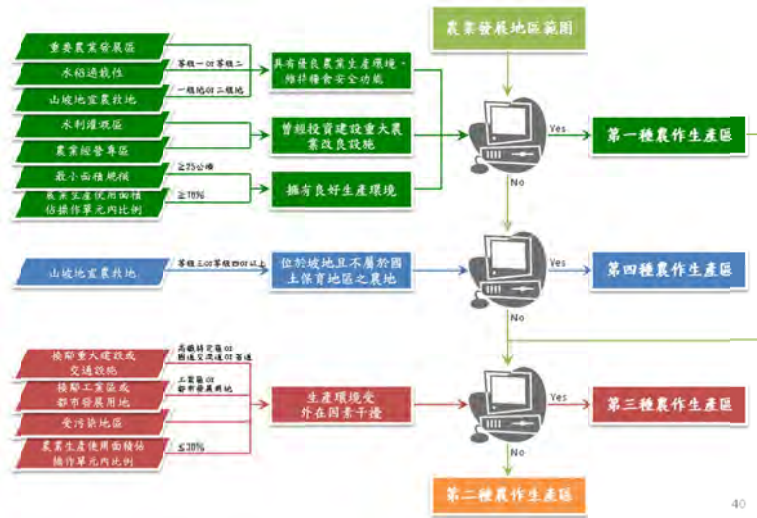 農業發展地區範圍
重要農業發展區
水稻適栽性
等級一or等級二
山坡地宜農牧地
一級地or二級地
具有優良農業生產環境、
維持糧食安全功能
水利灌溉區
農業經營專區
曾經投資建設重大農
業改良設施
最小面積規模
≥25公頃
農業生產使用面積
佔操作單元內比例
擁有良好生產環境
Yes
第一種農作生產區
No
山坡地宜農牧地
等級三or等級四or以上
位於坡地且不屬於國
土保育地區之農地
Yes
第四種農作生產區
No
接鄰重大建設或
交通設施
高鐵特定區or
國道交流道or省道
接鄰工業區或
都市發展用地
工業區or
都市發展用地
受污染地區
農業生產使用面積佔
操作單元內比例
生產環境受
外在因素干擾
Yes
第三種農作生產區
No
第二種農作生產區
40